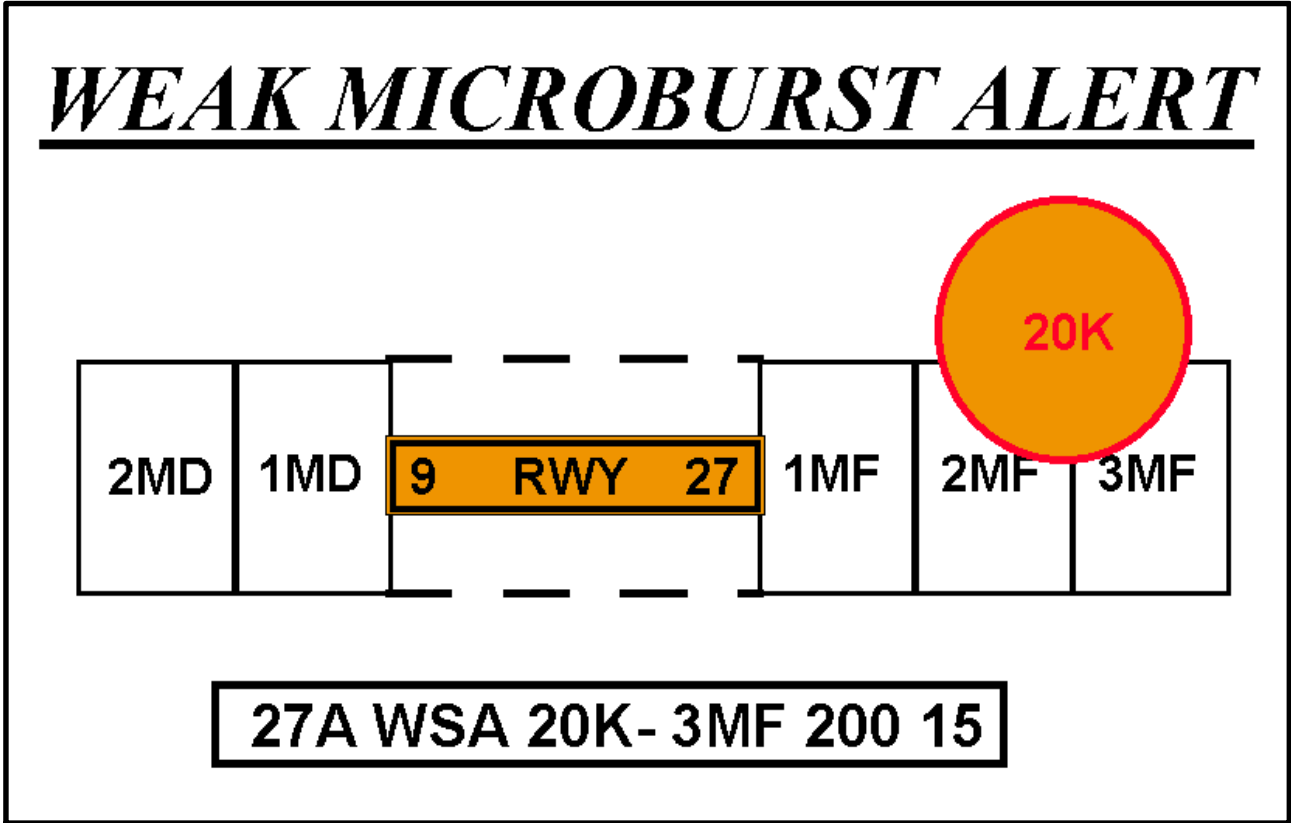 WEAK MICROBURST ALERT
20K
2MD 1MD 9 RWY 27 1MF 2MF 3MF
27A WSA 20K- 3MF 200 15